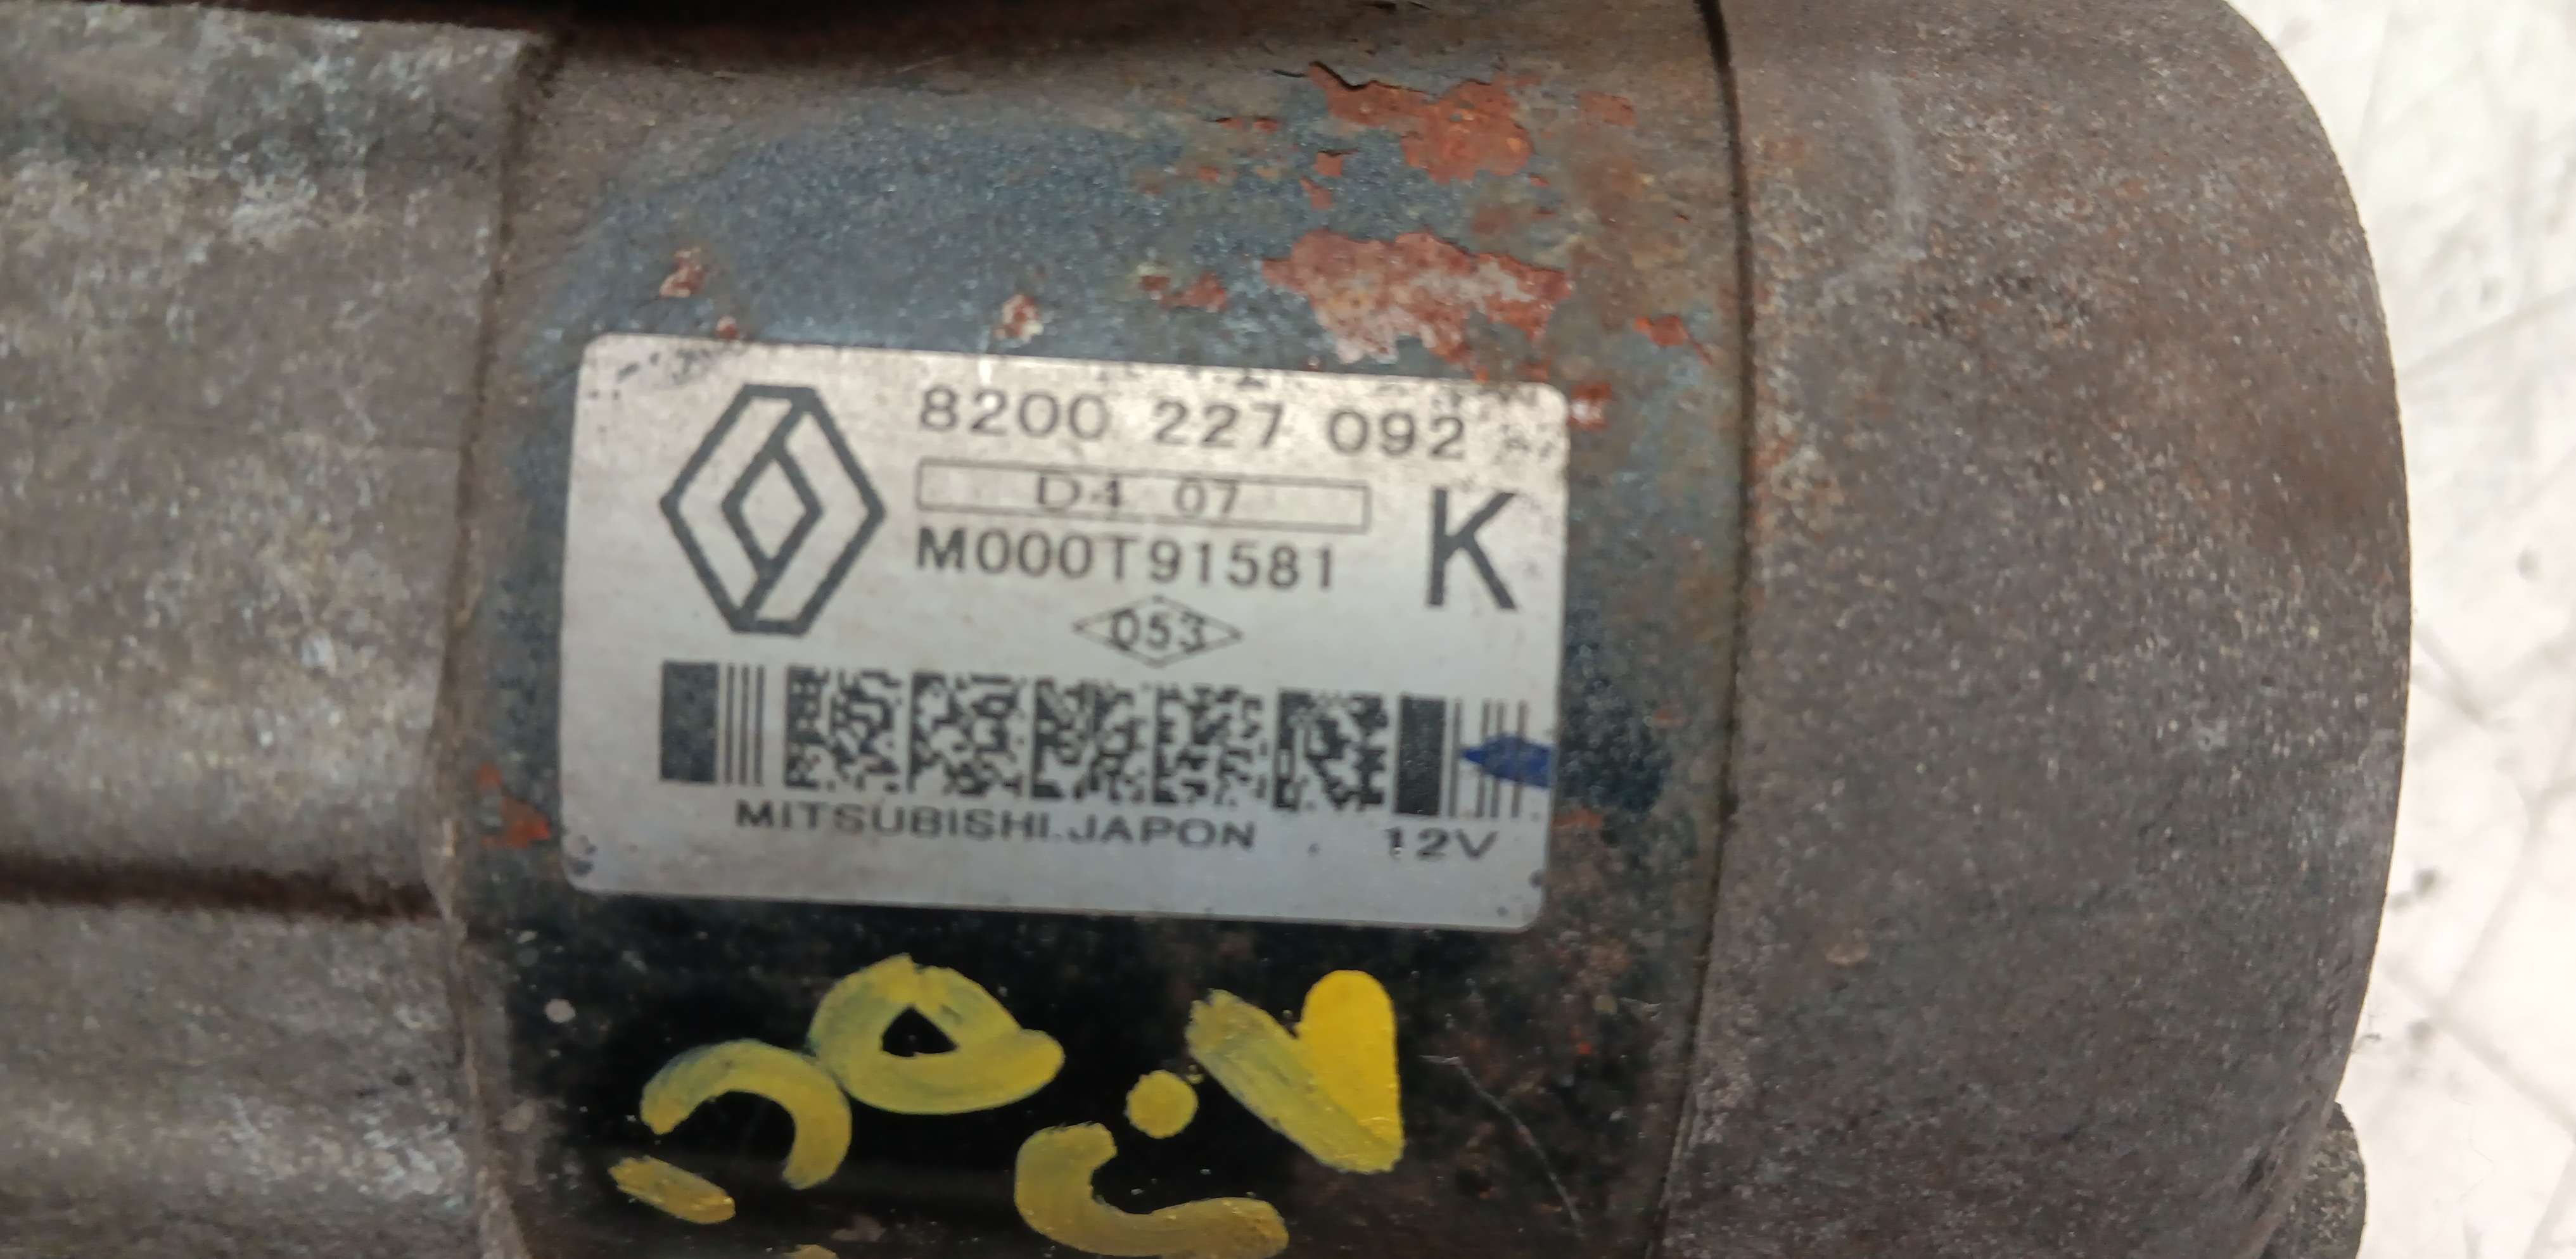 8200 227 092
D4 07
M000T91581
K
053
MITSUBISHI.JAPON
12V